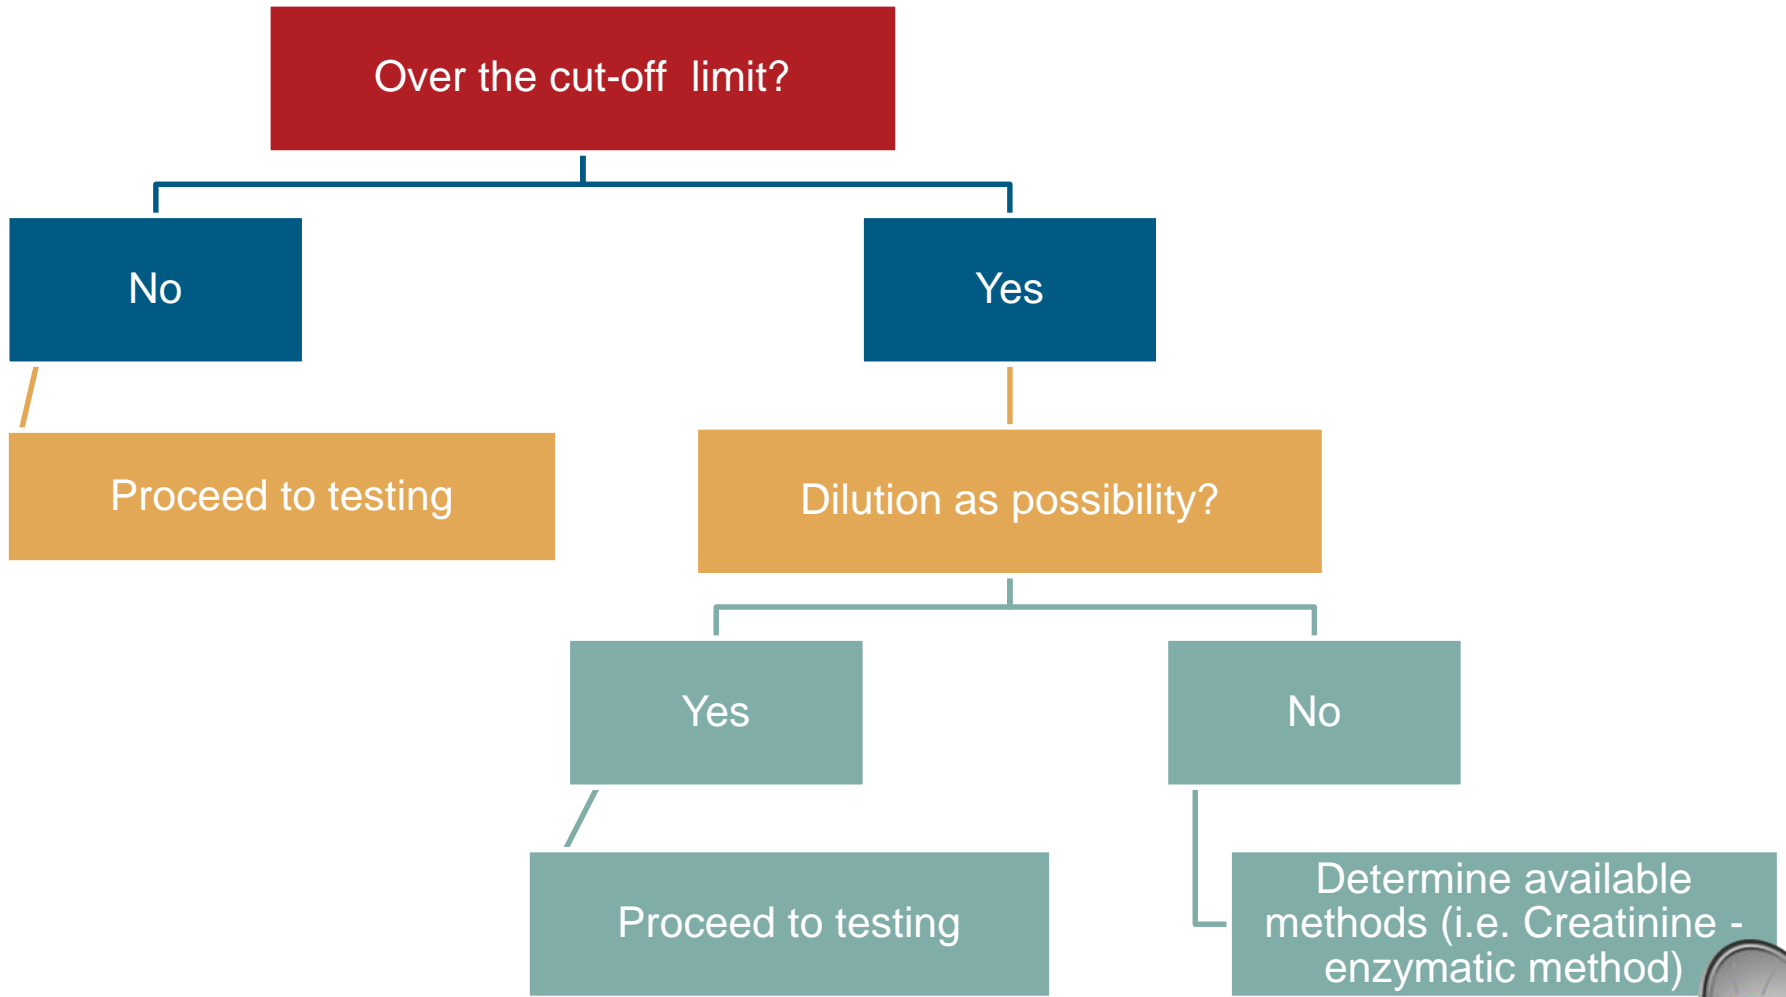 Over the cut-off  limit?
No
Yes
Proceed to testing
Dilution as possibility?
Yes
No
Proceed to testing
Determine available
methods (i.e. Creatinine -
enzymatic method)